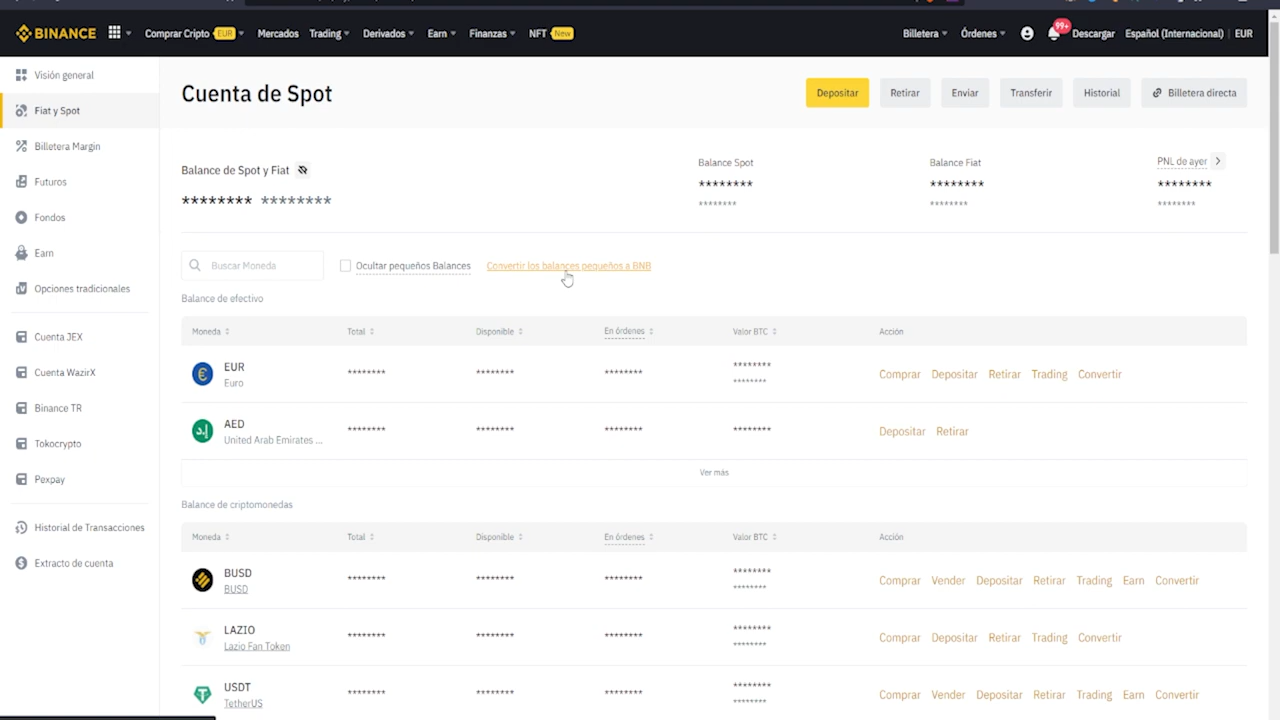 BINANCE Comprar Cripto EUR Mercados Trading Derivados Earn Finanzas NFT New Billetera Órdenes 99+ Descargar Español (Internacional) EUR
Visión general
Fiat y Spot
Billetera Margin
Futuros
Fondos
Earn
Opciones tradicionales
Cuenta JEX
Cuenta WazirX
Binance TR
Tokocrypto
Pexpay
Historial de Transacciones
Extracto de cuenta
Cuenta de Spot
Depositar Retirar Enviar Transferir Historial Billetera directa
Balance de Spot y Fiat
******** ********
Balance Spot
********
********
Balance Fiat
********
********
PNL de ayer
********
********
Buscar Moneda Ocultar pequeños Balances Convertir los balances pequeños a BNB
Balance de efectivo
Moneda Total Disponible En órdenes Valor BTC Acción
EUR
Euro
******** ******** ******** ********
********
Comprar Depositar Retirar Trading Convertir
AED
United Arab Emirates ...
******** ******** ******** ********
Depositar Retirar
Ver más
Balance de criptomonedas
Moneda Total Disponible En órdenes Valor BTC Acción
BUSD
BUSD
******** ******** ******** ********
********
Comprar Vender Depositar Retirar Trading Earn Convertir
LAZIO
Lazio Fan Token
******** ******** ******** ********
********
Comprar Depositar Retirar Trading Convertir
USDT
TetherUS
******** ******** ******** ********
********
Comprar Vender Depositar Retirar Trading Earn Convertir